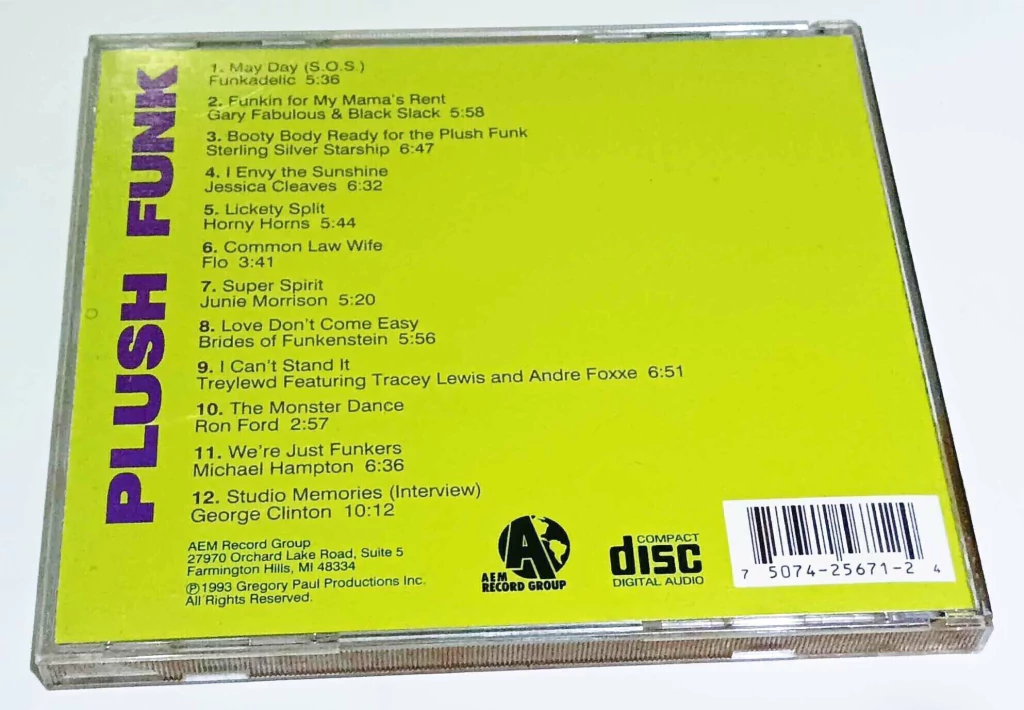 PLUSH FUNK
1. May Day (S.O.S.)
Funkadelic 5:36
2. Funkin for My Mama's Rent
Gary Fabulous & Black Slack 5:58
3. Booty Body Ready for the Plush Funk
Sterling Silver Starship 6:47
4. I Envy the Sunshine
Jessica Cleaves 6:32
5. Lickety Split
Horny Horns 5:44
6. Common Law Wife
Flo 3:41
7. Super Spirit
Junie Morrison 5:20
8. Love Don't Come Easy
Brides of Funkenstein 5:56
9. I Can't Stand It
Treylewd Featuring Tracey Lewis and Andre Foxxe 6:51
10. The Monster Dance
Ron Ford 2:57
11. We're Just Funkers
Michael Hampton 6:36
12. Studio Memories (Interview)
George Clinton 10:12
AEM Record Group
27970 Orchard Lake Road, Suite 5
Farmington Hills, MI 48334
℗1993 Gregory Paul Productions Inc.
All Rights Reserved.
A
AEM
RECORD GROUP
COMPACT
disc
DIGITAL AUDIO
7 5074-25671-2 4